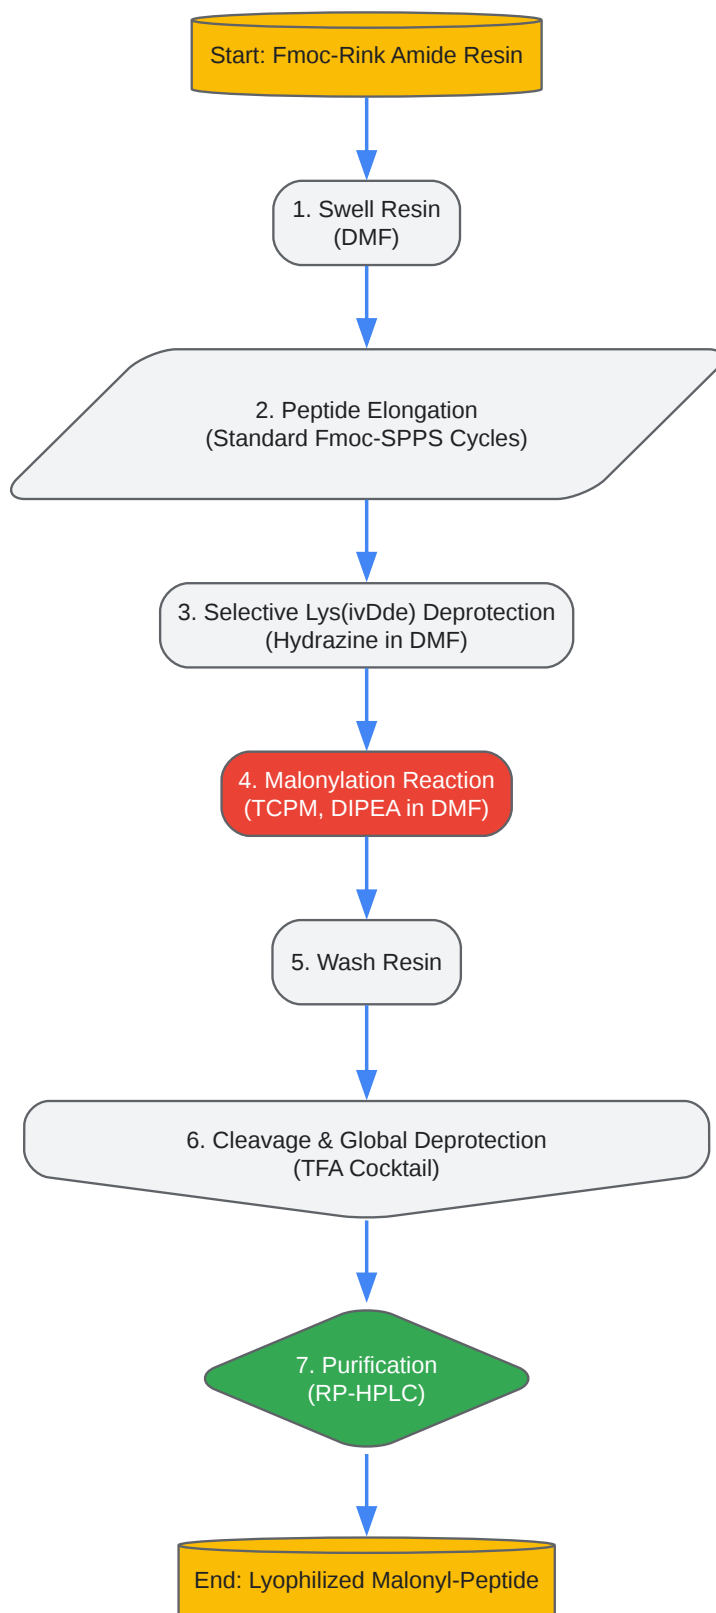 Start: Fmoc-Rink Amide Resin
1. Swell Resin
(DMF)
2. Peptide Elongation
(Standard Fmoc-SPPS Cycles)
3. Selective Lys(ivDde) Deprotection
(Hydrazine in DMF)
4. Malonylation Reaction
(TCPM, DIPEA in DMF)
5. Wash Resin
6. Cleavage & Global Deprotection
(TFA Cocktail)
7. Purification
(RP-HPLC)
End: Lyophilized Malonyl-Peptide